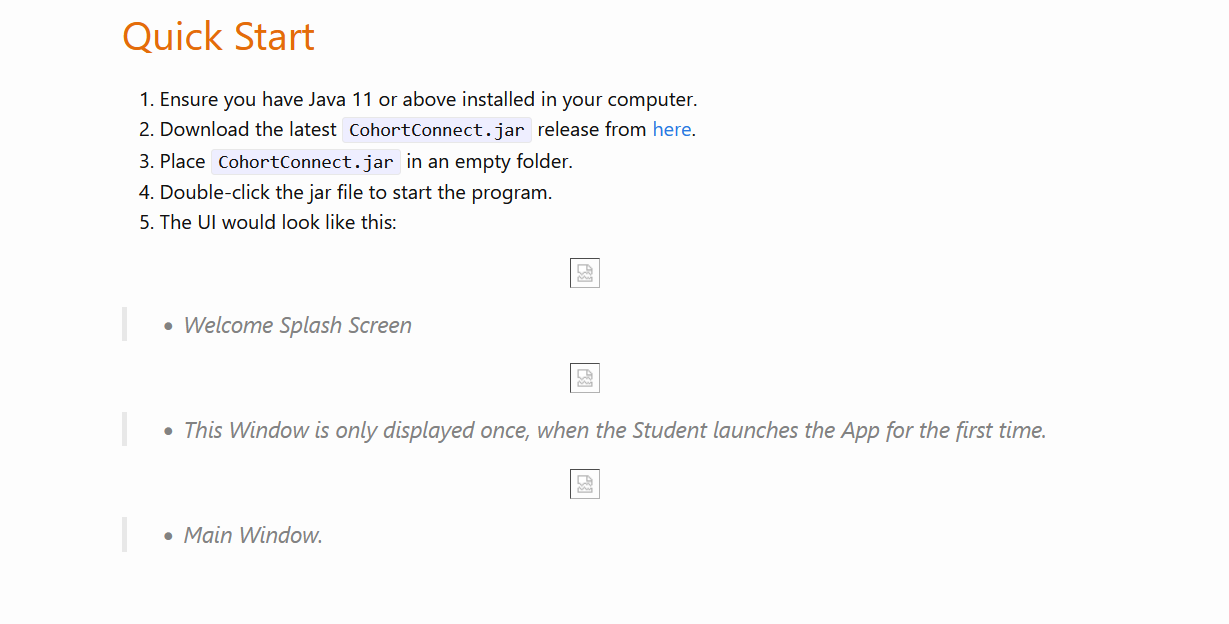 Quick Start
1. Ensure you have Java 11 or above installed in your computer.
2. Download the latest CohortConnect.jar release from here.
3. Place CohortConnect.jar in an empty folder.
4. Double-click the jar file to start the program.
5. The UI would look like this:
• Welcome Splash Screen
• This Window is only displayed once, when the Student launches the App for the first time.
• Main Window.